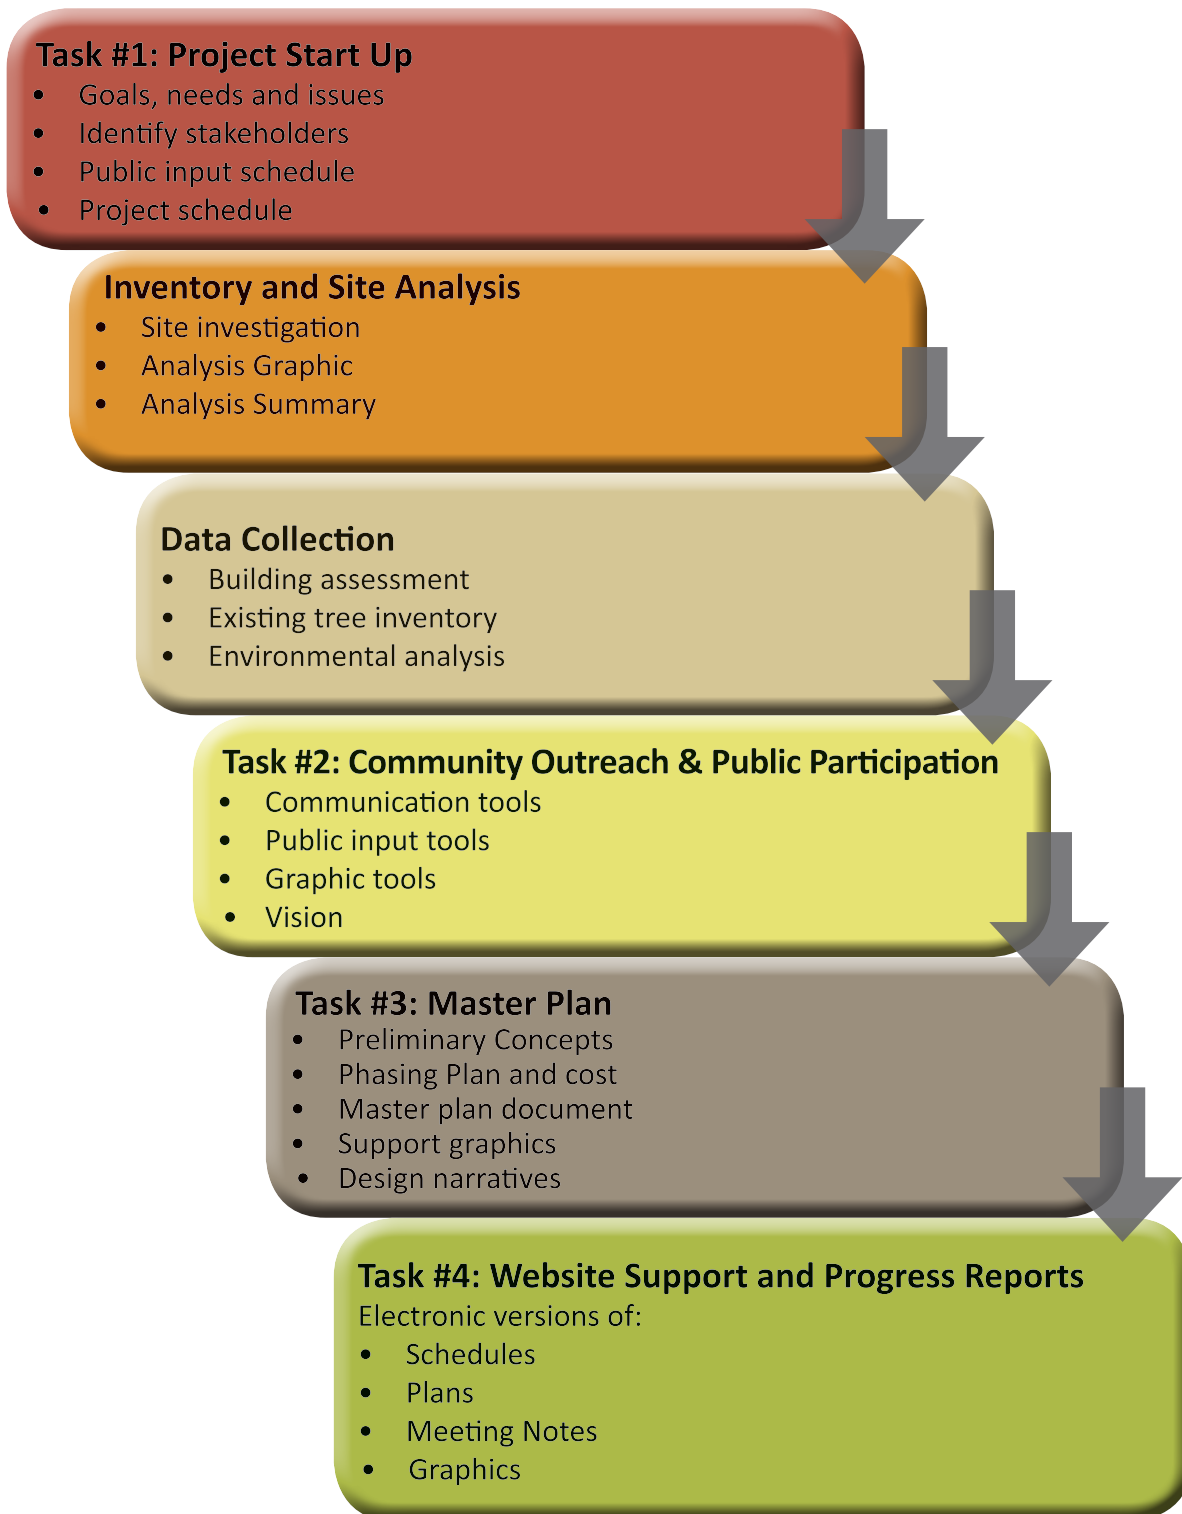 Task #1: Project Start Up
• Goals, needs and issues
• Identify stakeholders
• Public input schedule
• Project schedule
Inventory and Site Analysis
• Site investigation
• Analysis Graphic
• Analysis Summary
Data Collection
• Building assessment
• Existing tree inventory
• Environmental analysis
Task #2: Community Outreach & Public Participation
• Communication tools
• Public input tools
• Graphic tools
• Vision
Task #3: Master Plan
• Preliminary Concepts
• Phasing Plan and cost
• Master plan document
• Support graphics
• Design narratives
Task #4: Website Support and Progress Reports
Electronic versions of:
• Schedules
• Plans
• Meeting Notes
• Graphics